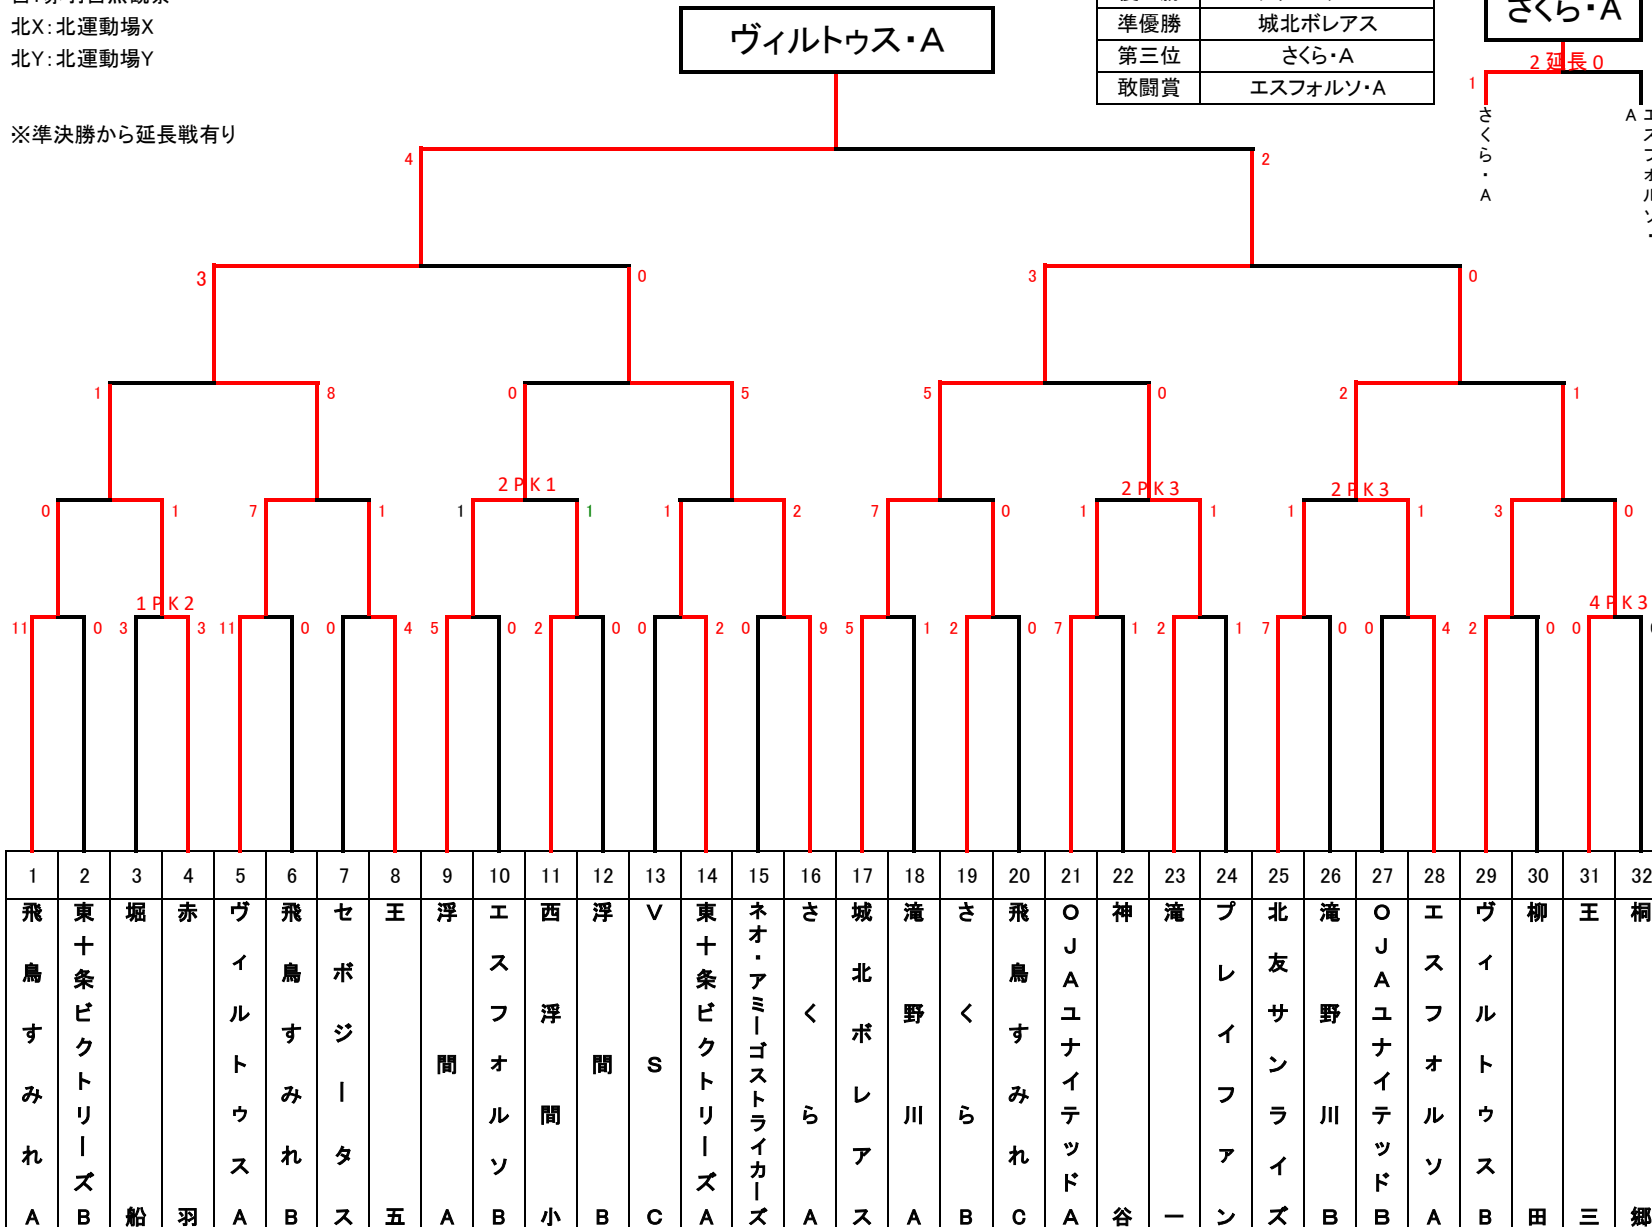 北X：北運動場X
北Y：北運動場Y
※準決勝から延長戦有り
ヴィルトゥス・A
準優勝 城北ボレアス
第三位 さくら・A
敢闘賞 エスフォルソ・A
さくら・A
2 延長 0
1
さくら・A
エスフォルソ・A
4 2
3 0 3 0
1 8 0 5 5 0 2 1
2PK1 2PK3 2PK3
0 1 7 1 1 1 1 2 7 0 1 1 1 1 3 0
1PK2 4PK3
11 0 3 3 11 0 0 4 5 0 2 0 0 2 0 9 5 1 2 0 7 1 2 1 7 0 0 4 2 0 0
1 2 3 4 5 6 7 8 9 10 11 12 13 14 15 16 17 18 19 20 21 22 23 24 25 26 27 28 29 30 31 32
飛鳥すみれA
東十条ビクトリーズB
堀船
赤羽
ヴィルトゥスA
飛鳥すみれB
セボジータス
王五
浮間A
エスフォルソB
西浮間小
浮間B
VSC
東十条ビクトリーズA
ネオ・アミーゴストライカーズ
さくらA
城北ボレアス
滝野川A
さくらB
飛鳥すみれC
OJAユナイテッドA
神谷
滝一
プレイファン
北友サンライズ
滝野川B
OJAユナイテッドB
エスフォルソA
ヴィルトゥスB
柳田
王三
桐郷